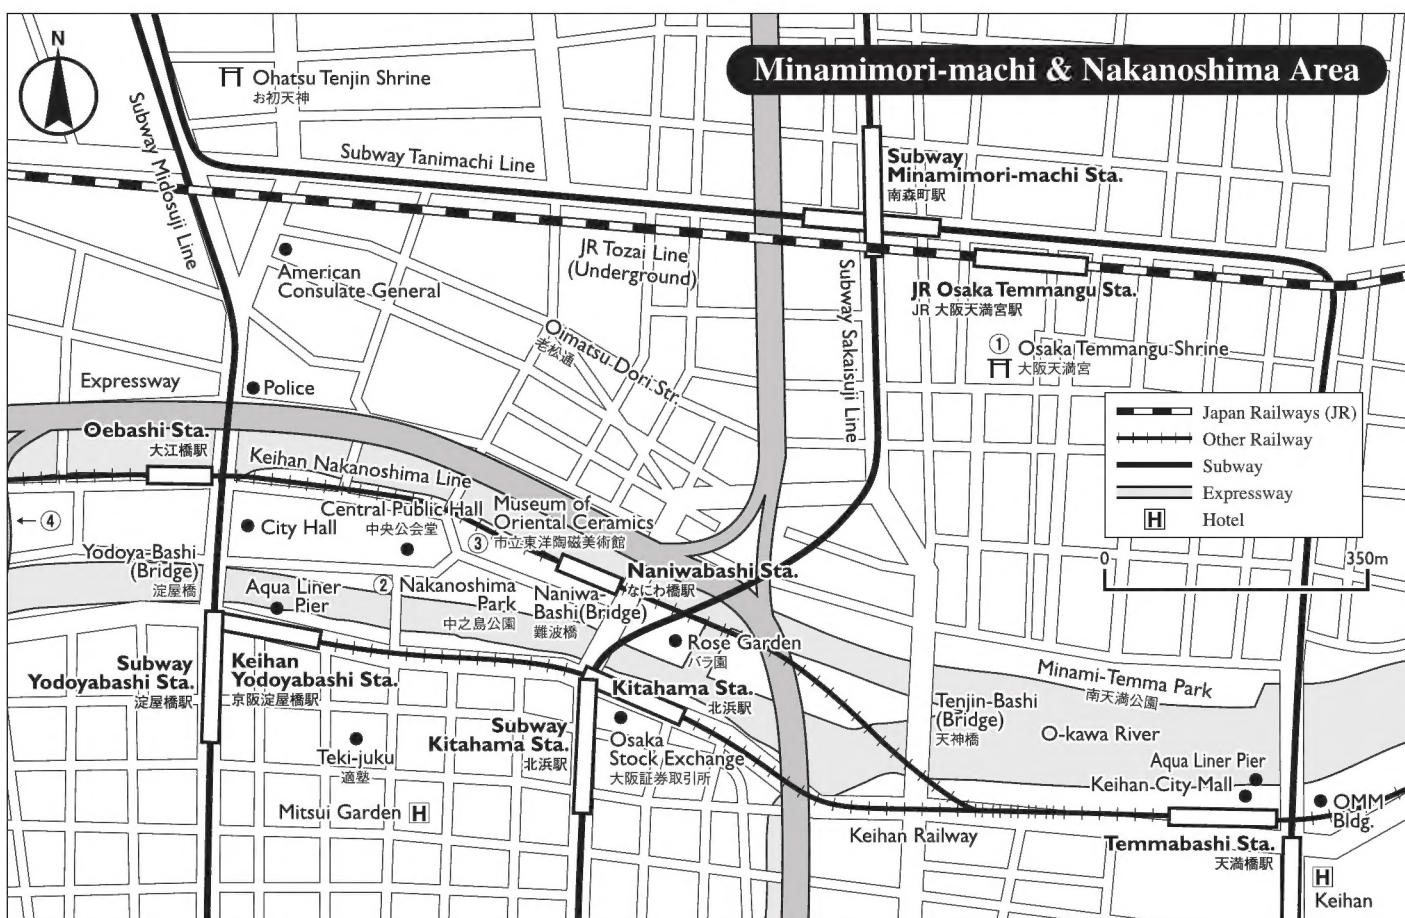 Minamimori-machi & Nakanoshima Area
N
Ohatsu Tenjin Shrine
お初天神
Subway Midosuji Line
Subway Tanimachi Line
Subway
Minamimori-machi Sta.
南森町駅
JR Tozai Line
(Underground)
American
Consulate General
Subway Sakaisuji Line
JR Osaka Temmangu Sta.
JR 大阪天満宮駅
Oimatsu-Dori Str.
老松通
① Osaka Temmangu Shrine
大阪天満宮
Expressway
Police
Japan Railways (JR)
Other Railway
Subway
Expressway
H Hotel
0 350m
Oebashi Sta.
大江橋駅
Keihan Nakanoshima Line
④
City Hall
Central Public Hall
中央公会堂
Museum of
Oriental Ceramics
③ 市立東洋陶磁美術館
Yodoya-Bashi
(Bridge)
淀屋橋
Aqua Liner
Pier
② Nakanoshima
Park
中之島公園
Naniwa-
Bashi(Bridge)
難波橋
Naniwabashi Sta.
なにわ橋駅
Rose Garden
バラ園
Subway
Yodoyabashi Sta.
淀屋橋駅
Keihan
Yodoyabashi Sta.
京阪淀屋橋駅
Kitahama Sta.
北浜駅
Subway
Kitahama Sta.
北浜駅
Osaka
Stock Exchange
大阪証券取引所
Teki-juku
適塾
Mitsui Garden H
Minami-Temma Park
南天満公園
Tenjin-Bashi
(Bridge)
天神橋
O-kawa River
Aqua Liner Pier
Keihan-City-Mall
OMM
Bldg.
Keihan Railway
Temmabashi Sta.
天満橋駅
H
Keihan